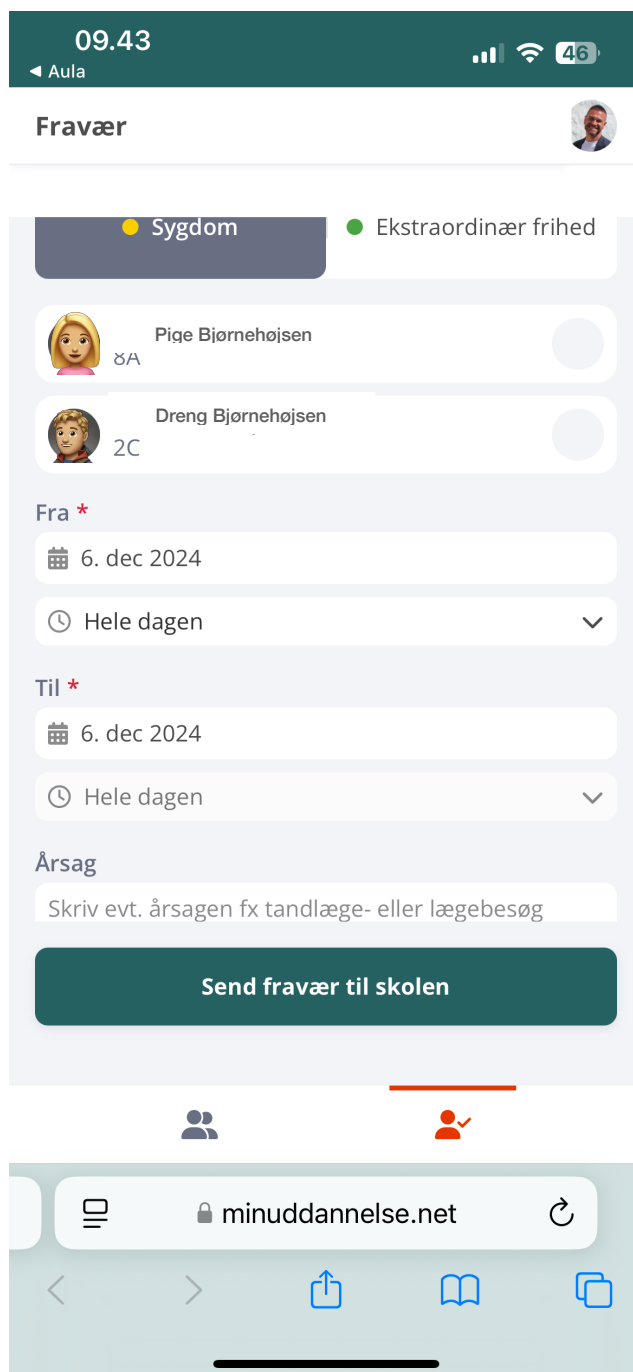 09.43
46
◀ Aula
Fravær
Sygdom
Ekstraordinær frihed
Pige Bjørnehøjsen
8A
Dreng Bjørnehøjsen
2C
Fra *
6. dec 2024
Hele dagen
Til *
6. dec 2024
Hele dagen
Årsag
Skriv evt. årsagen fx tandlæge- eller lægebesøg
Send fravær til skolen
minuddannelse.net